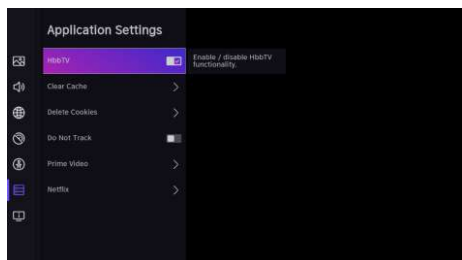 Application Settings
HbbTV
Enable / disable HbbTV
functionality.
Clear Cache
Delete Cookies
Do Not Track
Prime Video
Netflix